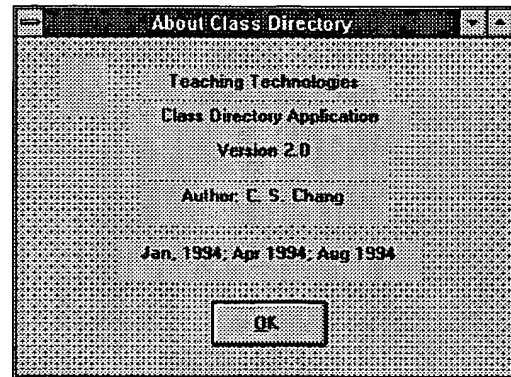 About Class Directory
Teaching Technologies
Class Directory Application
Version 2.0
Author: C. S. Chang
Jan, 1994; Apr 1994; Aug 1994
OK